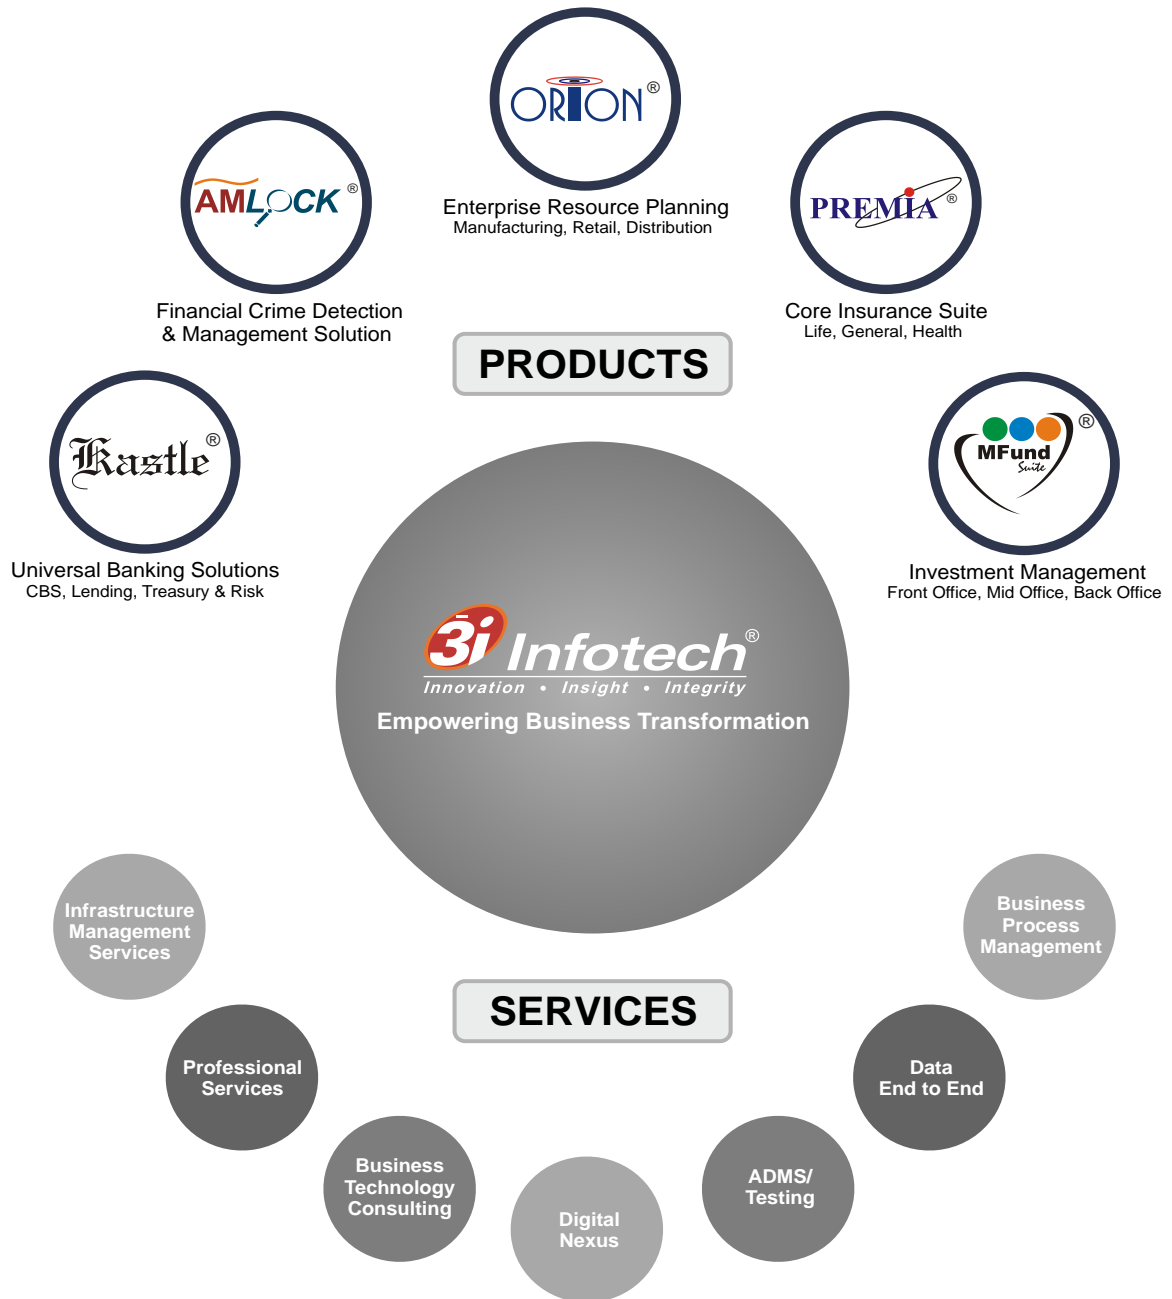 ORION®
AMLOCK®
PREMIA®
Enterprise Resource Planning
Manufacturing, Retail, Distribution
Financial Crime Detection
& Management Solution
Core Insurance Suite
Life, General, Health
PRODUCTS
Kastle®
MFund®
Suite
Universal Banking Solutions
CBS, Lending, Treasury & Risk
Investment Management
Front Office, Mid Office, Back Office
3i Infotech®
Innovation • Insight • Integrity
Empowering Business Transformation
Infrastructure
Management
Services
Business
Process
Management
SERVICES
Professional
Services
Data
End to End
Business
Technology
Consulting
ADMS/
Testing
Digital
Nexus